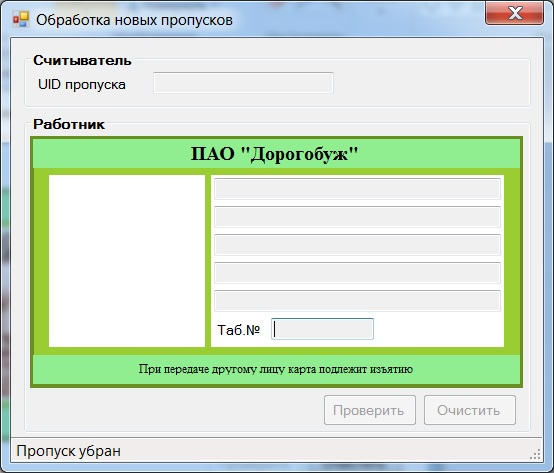 Обработка новых пропусков
Считыватель
UID пропуска
Работник
ПАО "Дорогобуж"
Таб.№
При передаче другому лицу карта подлежит изъятию
Проверить
Очистить
Пропуск убран